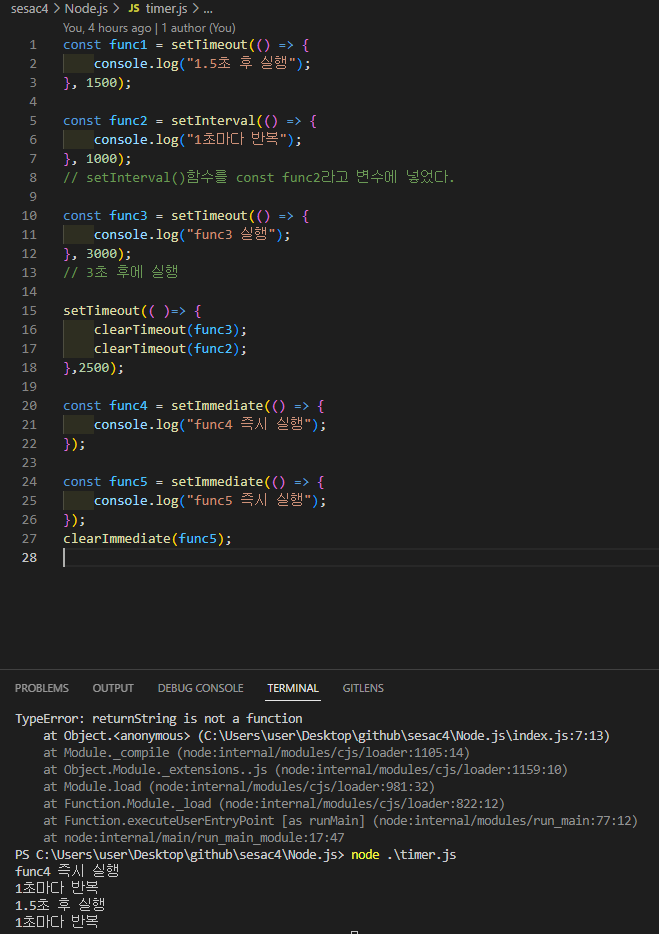 sesac4 > Node.js > JS timer.js > ...
You, 4 hours ago | 1 author (You)
1 const func1 = setTimeout(() => {
2     console.log("1.5초 후 실행");
3 }, 1500);
4
5 const func2 = setInterval(() => {
6     console.log("1초마다 반복");
7 }, 1000);
8 // setInterval()함수를 const func2라고 변수에 넣었다.
9
10 const func3 = setTimeout(() => {
11     console.log("func3 실행");
12 }, 3000);
13 // 3초 후에 실행
14
15 setTimeout(( )=> {
16     clearTimeout(func3);
17     clearTimeout(func2);
18 },2500);
19
20 const func4 = setImmediate(() => {
21     console.log("func4 즉시 실행");
22 });
23
24 const func5 = setImmediate(() => {
25     console.log("func5 즉시 실행");
26 });
27 clearImmediate(func5);
28
PROBLEMS OUTPUT DEBUG CONSOLE TERMINAL GITLENS
TypeError: returnString is not a function
    at Object.<anonymous> (C:\Users\user\Desktop\github\sesac4\Node.js\index.js:7:13)
    at Module._compile (node:internal/modules/cjs/loader:1105:14)
    at Object.Module._extensions..js (node:internal/modules/cjs/loader:1159:10)
    at Module.load (node:internal/modules/cjs/loader:981:32)
    at Function.Module._load (node:internal/modules/cjs/loader:822:12)
    at Function.executeUserEntryPoint [as runMain] (node:internal/modules/run_main:77:12)
    at node:internal/main/run_main_module:17:47
PS C:\Users\user\Desktop\github\sesac4\Node.js> node .\timer.js
func4 즉시 실행
1초마다 반복
1.5초 후 실행
1초마다 반복